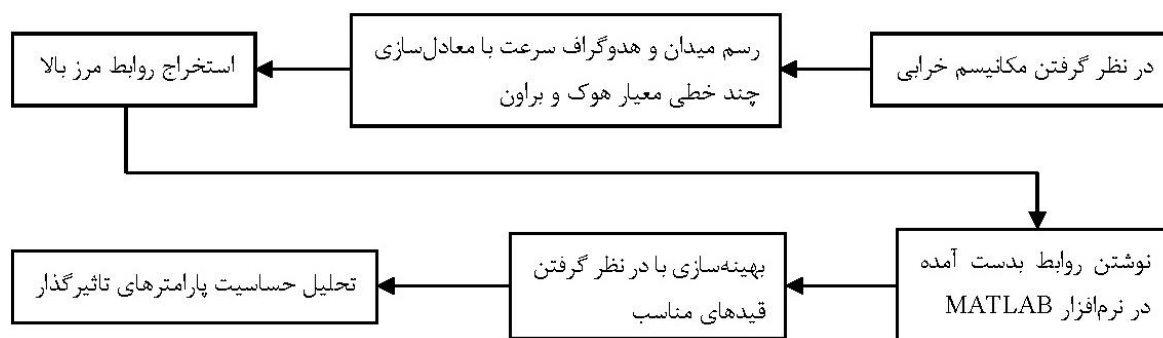 در نظر گرفتن مکانیسم خرابی
رسم میدان و هدوگراف سرعت با معادل‌سازی
چند خطی معیار هوک و براون
استخراج روابط مرز بالا
نوشتن روابط بدست آمده
در نرم‌افزار MATLAB
بهینه‌سازی با در نظر گرفتن
قیدهای مناسب
تحلیل حساسیت پارامترهای تاثیرگذار